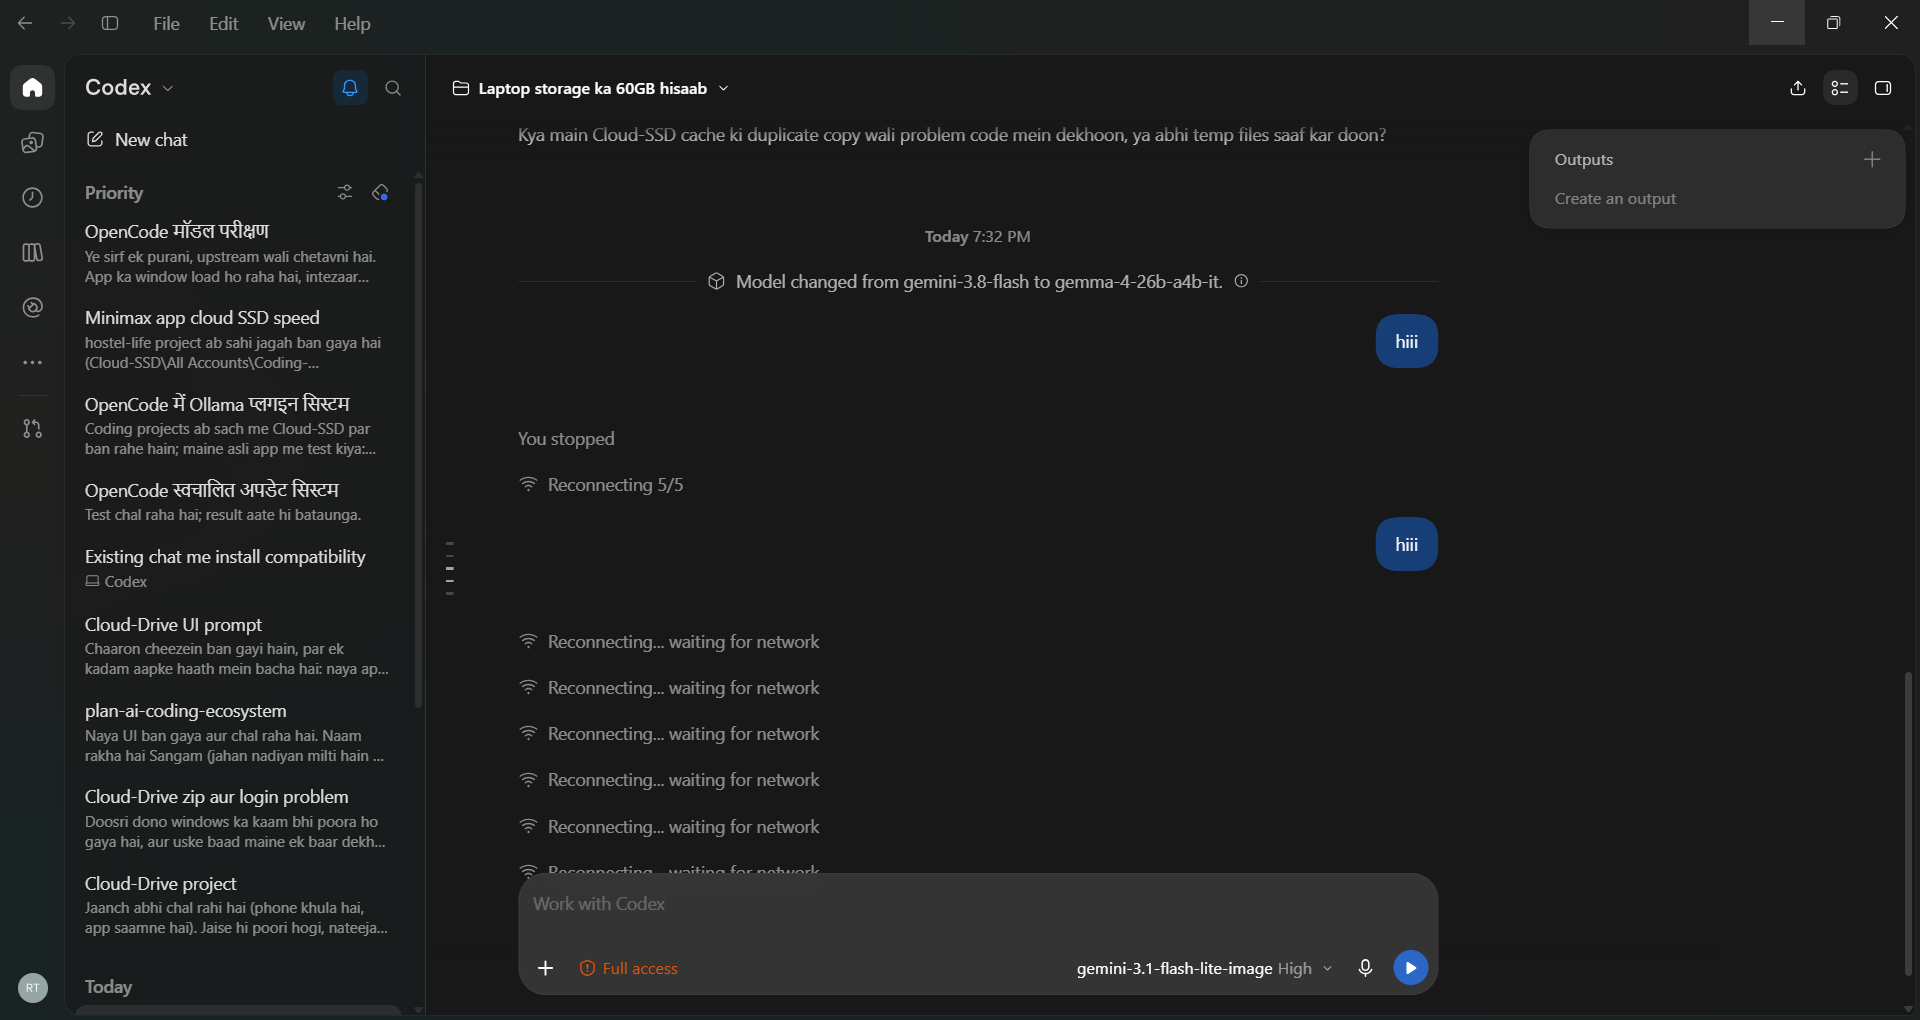 File Edit View Help
Codex
New chat
Priority
OpenCode मॉडल परीक्षण
Ye sirf ek purani, upstream wali chetavni hai.
App ka window load ho raha hai, intezaar...
Minimax app cloud SSD speed
hostel-life project ab sahi jagah ban gaya hai
(Cloud-SSD\All Accounts\Coding-...
OpenCode में Ollama प्लगइन सिस्टम
Coding projects ab sach me Cloud-SSD par
ban rahe hain; maine asli app me test kiya:...
OpenCode स्वचालित अपडेट सिस्टम
Test chal raha hai; result aate hi bataunga.
Existing chat me install compatibility
Codex
Cloud-Drive UI prompt
Chaaron cheezein ban gayi hain, par ek
kadam aapke haath mein bacha hai: naya ap...
plan-ai-coding-ecosystem
Naya UI ban gaya aur chal raha hai. Naam
rakha hai Sangam (jahan nadiyan milti hain ...
Cloud-Drive zip aur login problem
Doosri dono windows ka kaam bhi poora ho
gaya hai, aur uske baad maine ek baar dekh...
Cloud-Drive project
Jaanch abhi chal rahi hai (phone khula hai,
app saamne hai). Jaise hi poori hogi, nateeja...
Today
RT
Laptop storage ka 60GB hisaab
Kya main Cloud-SSD cache ki duplicate copy wali problem code mein dekhoon, ya abhi temp files saaf kar doon?
Today 7:32 PM
Model changed from gemini-3.8-flash to gemma-4-26b-a4b-it.
hiii
You stopped
Reconnecting 5/5
hiii
Reconnecting... waiting for network
Reconnecting... waiting for network
Reconnecting... waiting for network
Reconnecting... waiting for network
Reconnecting... waiting for network
Reconnecting... waiting for network
Work with Codex
Full access
gemini-3.1-flash-lite-image High
Outputs
Create an output